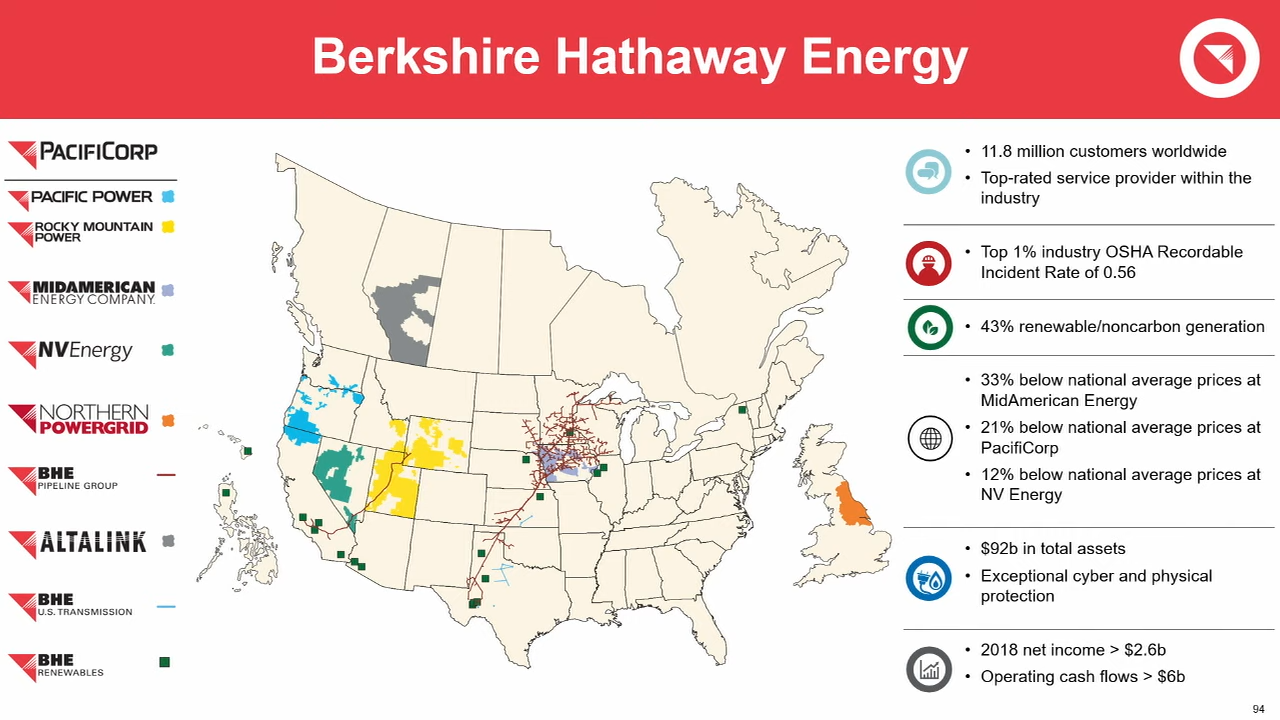 Berkshire Hathaway Energy
PACIFICORP
PACIFIC POWER
ROCKY MOUNTAIN
POWER
MIDAMERICAN
ENERGY COMPANY.
NVEnergy
NORTHERN
POWERGRID
BHE
PIPELINE GROUP
ALTALINK
BHE
U.S. TRANSMISSION
BHE
RENEWABLES
• 11.8 million customers worldwide
• Top-rated service provider within the
industry
• Top 1% industry OSHA Recordable
Incident Rate of 0.56
• 43% renewable/noncarbon generation
• 33% below national average prices at
MidAmerican Energy
• 21% below national average prices at
PacifiCorp
• 12% below national average prices at
NV Energy
• $92b in total assets
• Exceptional cyber and physical
protection
• 2018 net income > $2.6b
• Operating cash flows > $6b
94